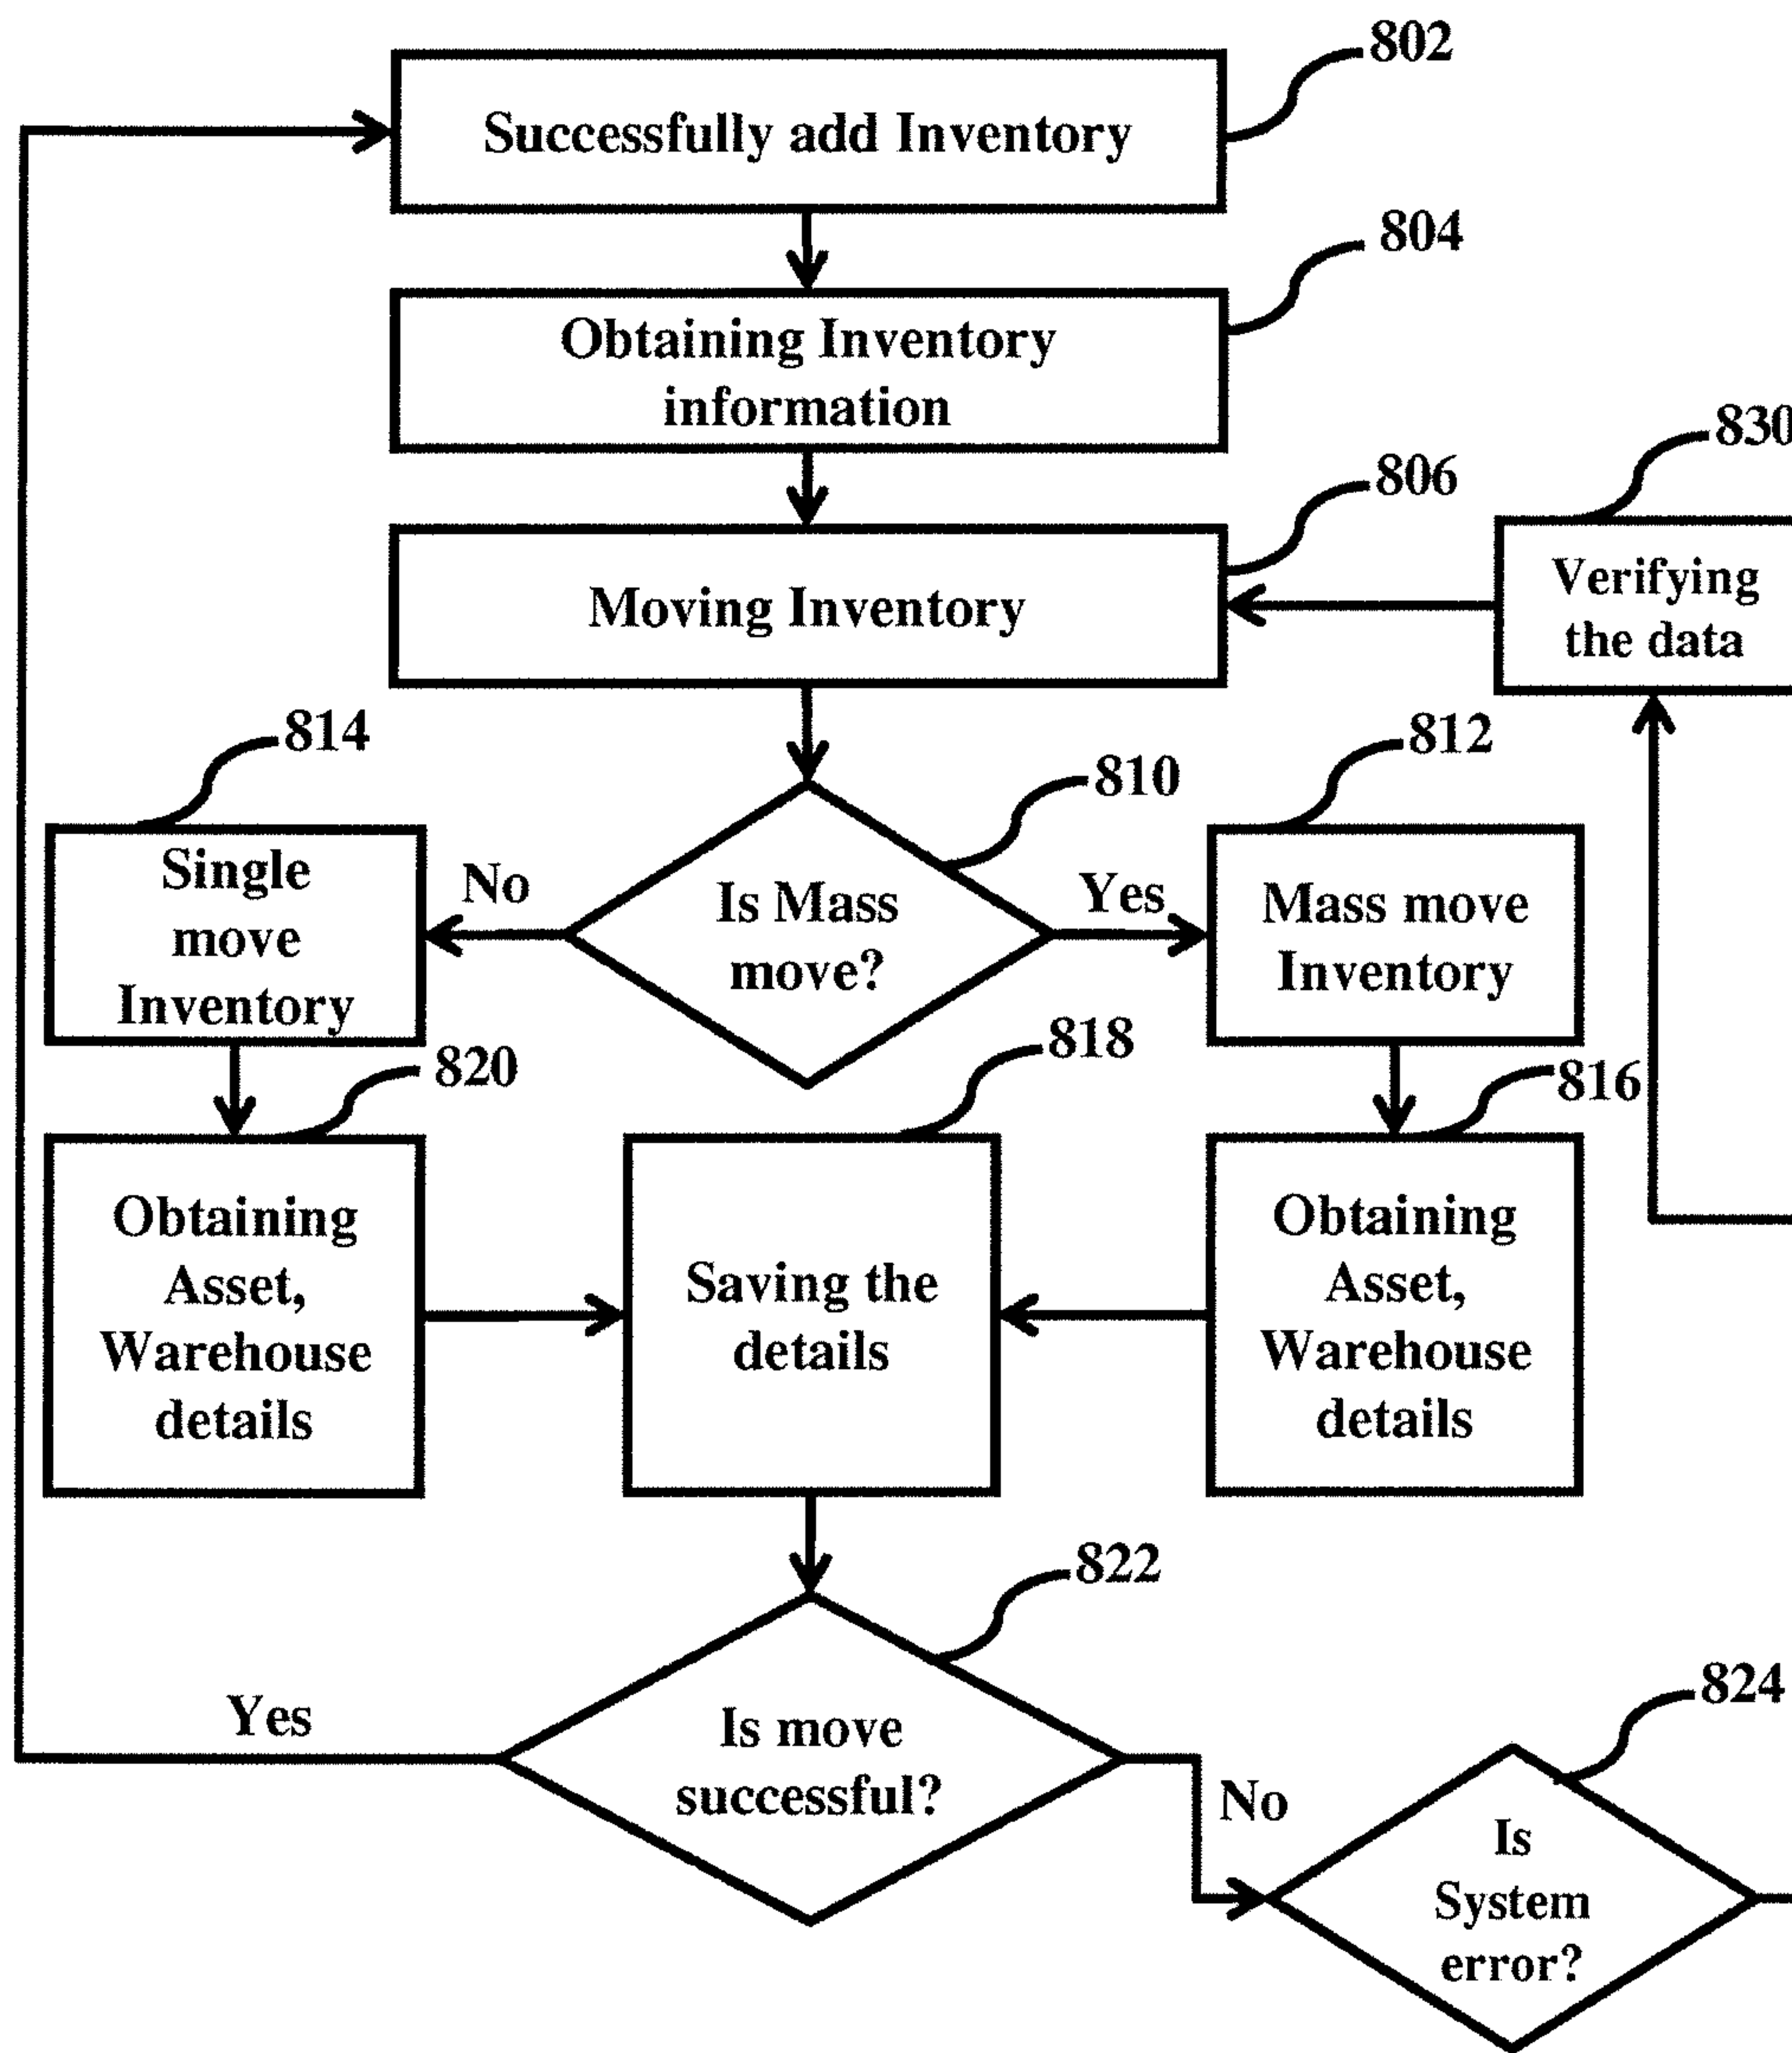 802
Successfully add Inventory
804
Obtaining Inventory
information
830
806
Verifying
the data
Moving Inventory
814
812
810
Single
move
Inventory
No
Is Mass
move?
Yes
Mass move
Inventory
818
820
816
Obtaining
Asset,
Warehouse
details
Saving the
details
Obtaining
Asset,
Warehouse
details
822
824
Yes
Is move
successful?
No
Is
System
error?